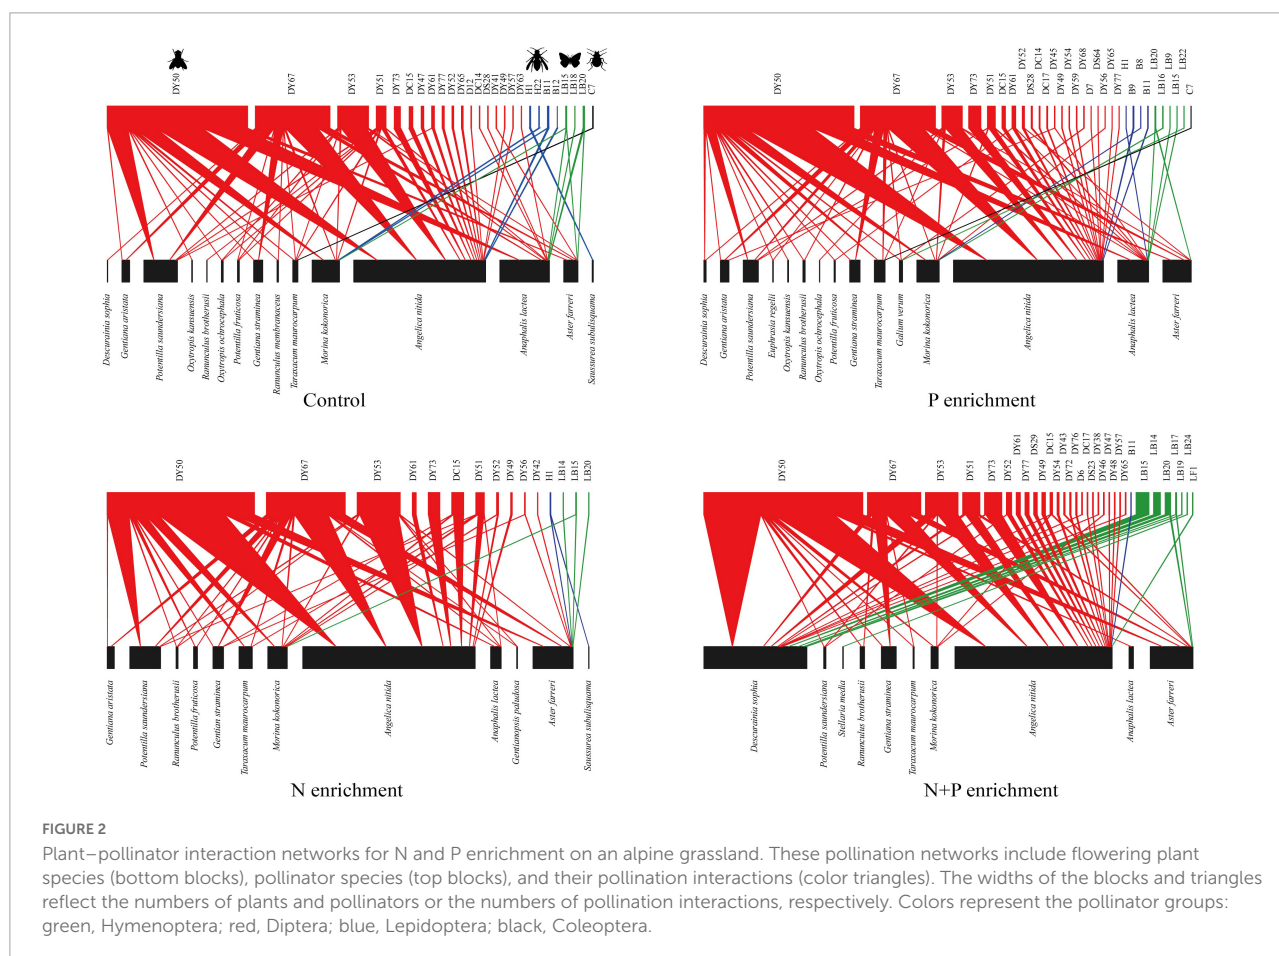 DY50
DY67
DY53
DY51
DY73
DC15
DY47
DY61
DY77
DY52
DY65
D12
DC14
DS28
DY41
DY49
DY57
DY63
H1
H22
B11
B12
LB15
LB18
LB20
C7
Descurainia sophia
Gentiana aristata
Potentilla saundersiana
Oxytropis kansuensis
Ranunculus brotherusii
Oxytropis ochrocephala
Potentilla fruticosa
Gentiana straminea
Ranunculus membranaceus
Taraxacum maurocarpum
Morina kokonorica
Angelica nitida
Anaphalis lactea
Aster farreri
Saussurea subulisquama
Control
DY50
DY67
DY53
DY73
DY51
DC15
DY61
DY52
DS28
DC14
DC17
DY45
DY49
DY54
DY59
DY68
D7
DS64
DY56
DY65
DY77
H1
B9
B8
B11
LB20
LB16
LB9
LB15
LB22
C7
Descurainia sophia
Gentiana aristata
Potentilla saundersiana
Euphrasia regelii
Oxytropis kansuensis
Ranunculus brotherusii
Oxytropis ochrocephala
Potentilla fruticosa
Gentiana straminea
Taraxacum maurocarpum
Galium verum
Morina kokonorica
Angelica nitida
Anaphalis lactea
Aster farreri
P enrichment
DY50
DY67
DY53
DY61
DY73
DC15
DY51
DY52
DY49
DY56
DY42
H1
LB14
LB15
LB20
Gentiana aristata
Potentilla saundersiana
Ranunculus brotherusii
Potentilla fruticosa
Gentian straminea
Taraxacum maurocarpum
Morina kokonorica
Angelica nitida
Anaphalis lactea
Gentianopsis paludosa
Aster farreri
Saussurea subulisquama
N enrichment
DY50
DY67
DY53
DY51
DY73
DY52
DY61
DY77
DS29
DY49
DC15
DY54
DY43
DY72
DY76
D6
DC17
DS23
DY38
DY46
DY47
DY48
DY57
DY65
B11
LB15
LB14
LB20
LB17
LB19
LB24
LF1
Descurainia sophia
Potentilla saundersiana
Stellaria media
Ranunculus brotherusii
Gentiana straminea
Taraxacum maurocarpum
Morina kokonorica
Angelica nitida
Anaphalis lactea
Aster farreri
N+P enrichment
FIGURE 2
Plant–pollinator interaction networks for N and P enrichment on an alpine grassland. These pollination networks include flowering plant
species (bottom blocks), pollinator species (top blocks), and their pollination interactions (color triangles). The widths of the blocks and triangles
reflect the numbers of plants and pollinators or the numbers of pollination interactions, respectively. Colors represent the pollinator groups:
green, Hymenoptera; red, Diptera; blue, Lepidoptera; black, Coleoptera.